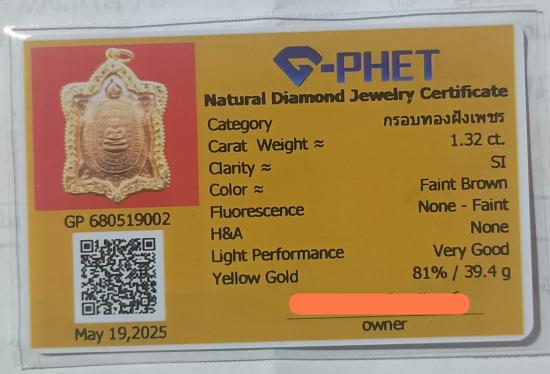 G-PHET
Natural Diamond Jewelry Certificate
Category กรอบทองฝังเพชร
Carat Weight ≈ 1.32 ct.
Clarity ≈ SI
Color ≈ Faint Brown
Fluorescence None - Faint
H&A None
Light Performance Very Good
Yellow Gold 81% / 39.4 g
owner
GP 680519002
May 19,2025